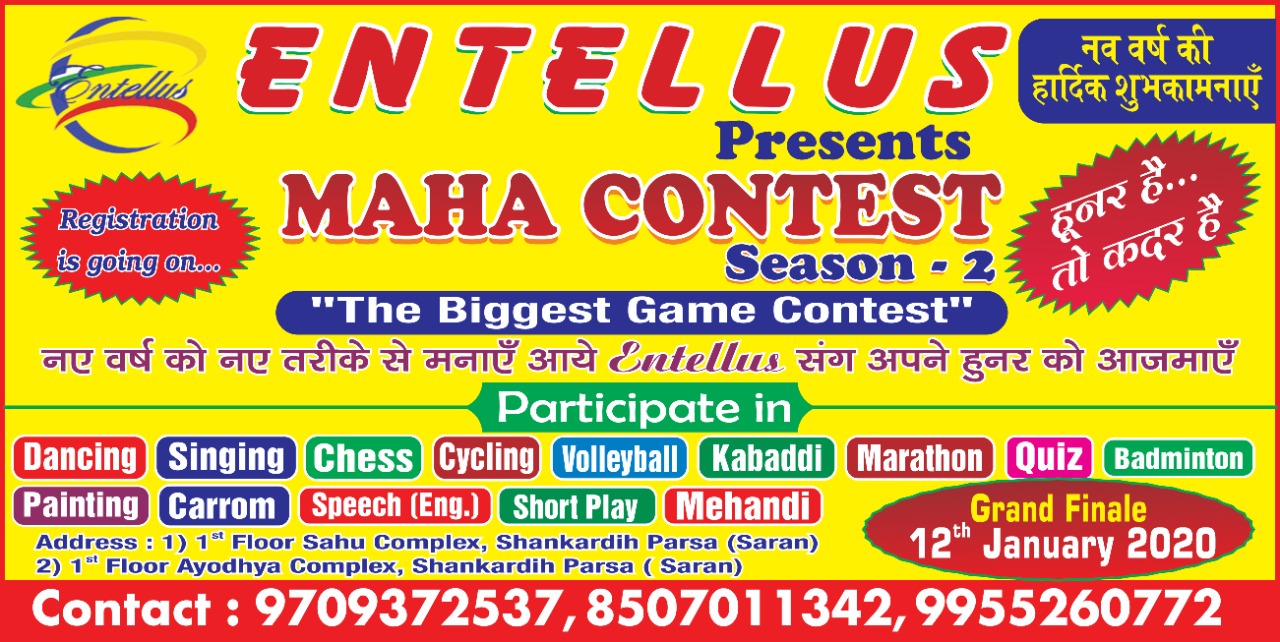 Entellus
ENTELLUS
नव वर्ष की
हार्दिक शुभकामनाएँ
Presents
MAHA CONTEST
Season - 2
Registration
is going on...
हूनर है...
तो कदर है
"The Biggest Game Contest"
नए वर्ष को नए तरीके से मनाएँ आये Entellus संग अपने हुनर को आजमाएँ
Participate in
Dancing Singing Chess Cycling Volleyball Kabaddi Marathon Quiz Badminton
Painting Carrom Speech (Eng.) Short Play Mehandi
Grand Finale
12th January 2020
Address : 1) 1st Floor Sahu Complex, Shankardih Parsa (Saran)
2) 1st Floor Ayodhya Complex, Shankardih Parsa ( Saran)
Contact : 9709372537, 8507011342, 9955260772